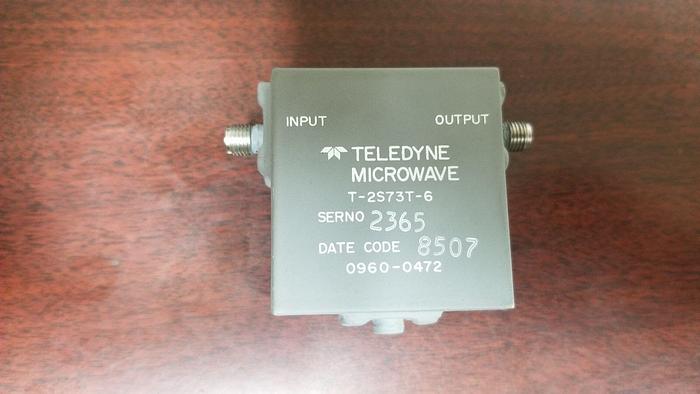 INPUT OUTPUT
TELEDYNE
MICROWAVE
T-2S73T-6
SERNO 2365
DATE CODE 8507
0960-0472